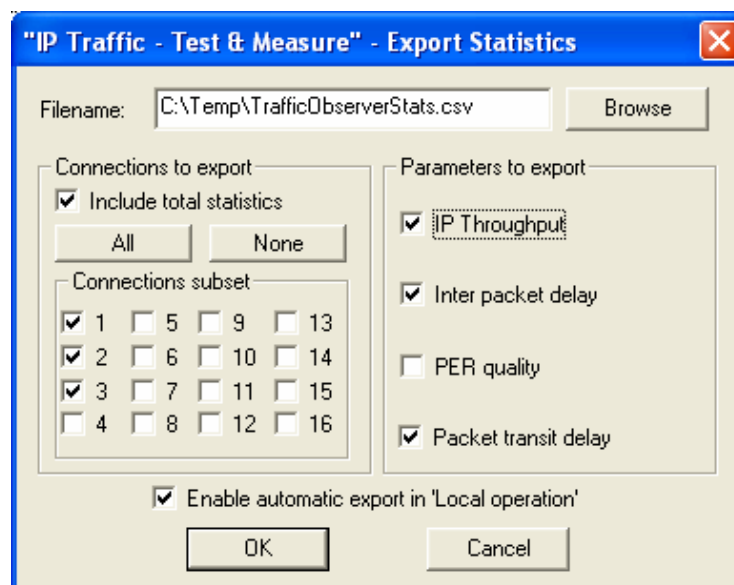 "IP Traffic - Test & Measure" - Export Statistics
Filename: C:\Temp\TrafficObserverStats.csv Browse
Connections to export
Include total statistics
All None
Connections subset
1 5 9 13
2 6 10 14
3 7 11 15
4 8 12 16
Parameters to export
IP Throughput
Inter packet delay
PER quality
Packet transit delay
Enable automatic export in 'Local operation'
OK Cancel